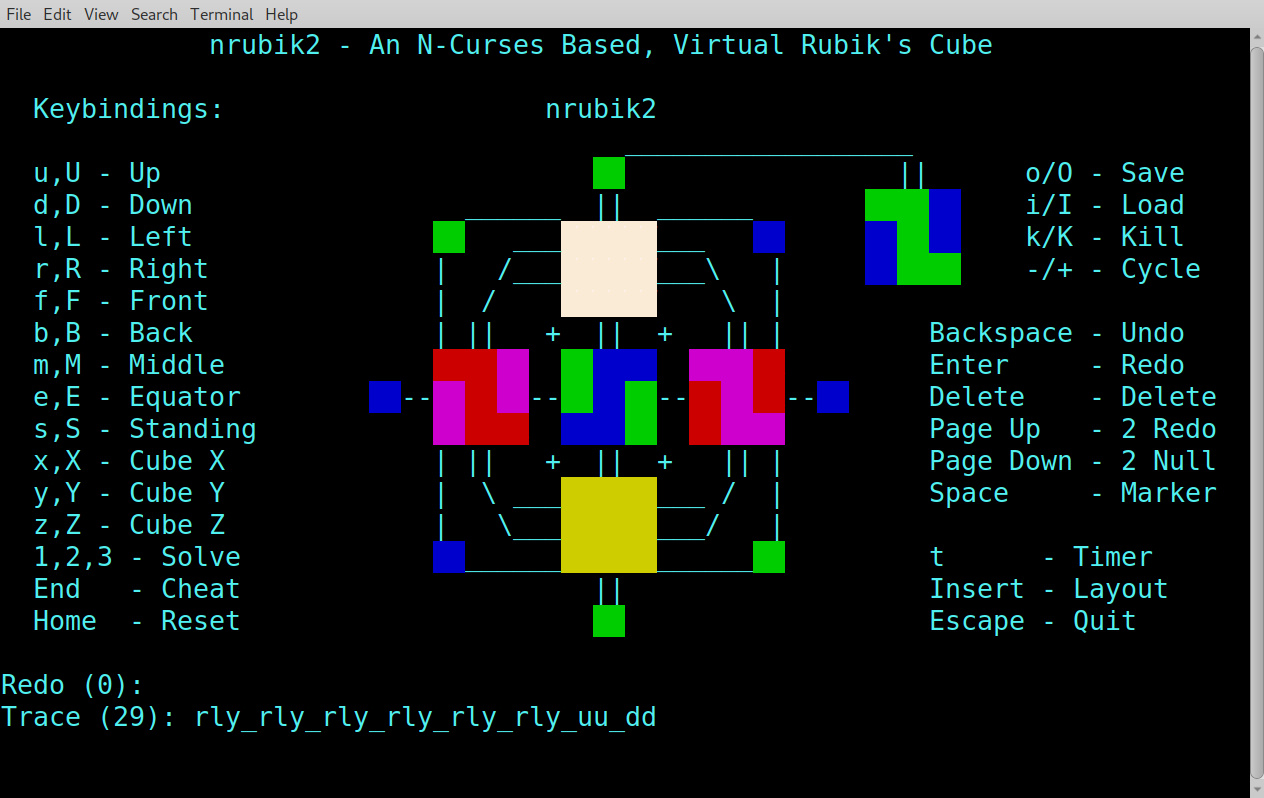 File Edit View Search Terminal Help
nrubik2 - An N-Curses Based, Virtual Rubik's Cube
Keybindings: nrubik2
u,U - Up o/O - Save
d,D - Down i/I - Load
l,L - Left k/K - Kill
r,R - Right -/+ - Cycle
f,F - Front
b,B - Back Backspace - Undo
m,M - Middle Enter - Redo
e,E - Equator Delete - Delete
s,S - Standing Page Up - 2 Redo
x,X - Cube X Page Down - 2 Null
y,Y - Cube Y Space - Marker
z,Z - Cube Z
1,2,3 - Solve t - Timer
End - Cheat Insert - Layout
Home - Reset Escape - Quit
Redo (0):
Trace (29): rly_rly_rly_rly_rly_rly_uu_dd